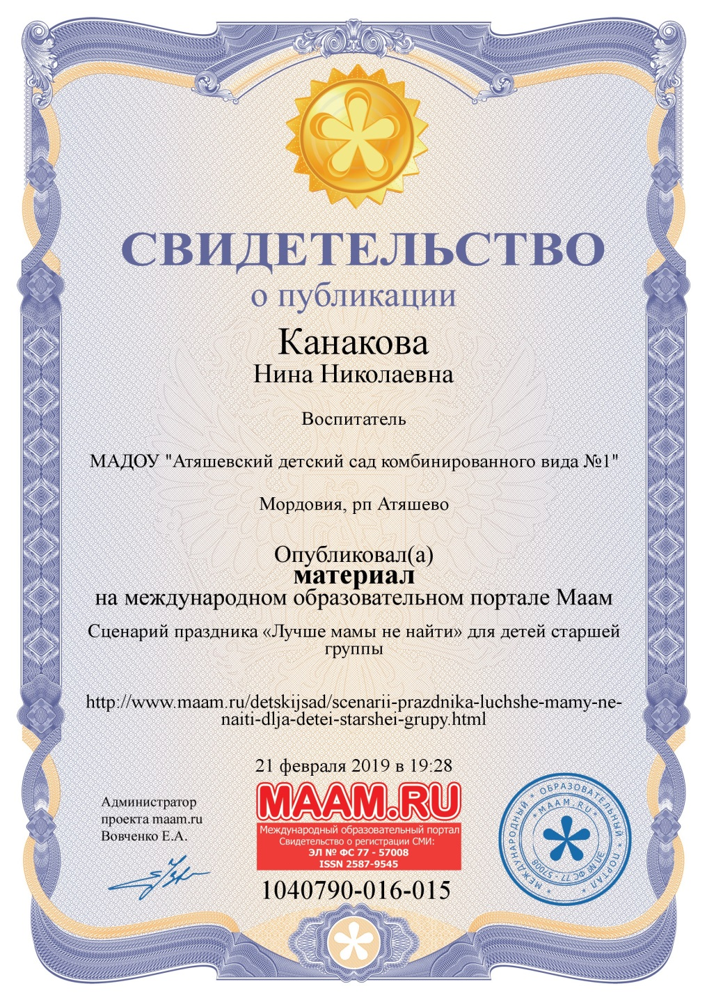 СВИДЕТЕЛЬСТВО
о публикации
Канакова
Нина Николаевна
Воспитатель
МАДОУ "Атяшевский детский сад комбинированного вида №1"
Мордовия, рп Атяшево
Опубликовал(а)
материал
на международном образовательном портале Маам
Сценарий праздника «Лучше мамы не найти» для детей старшей
группы
http://www.maam.ru/detskijsad/scenarii-prazdnika-luchshe-mamy-ne-
naiti-dlja-detei-starshei-grupy.html
21 февраля 2019 в 19:28
Администратор
проекта maam.ru
Вовченко Е.А.
MAAM.RU
Международный образовательный портал
Свидетельство о регистрации СМИ:
ЭЛ № ФС 77 - 57008
ISSN 2587-9545
1040790-016-015
* МЕЖДУНАРОДНЫЙ * ОБРАЗОВАТЕЛЬНЫЙ * ПОРТАЛ *
* MAAM.RU *
ЭЛ № ФС 77 - 57008